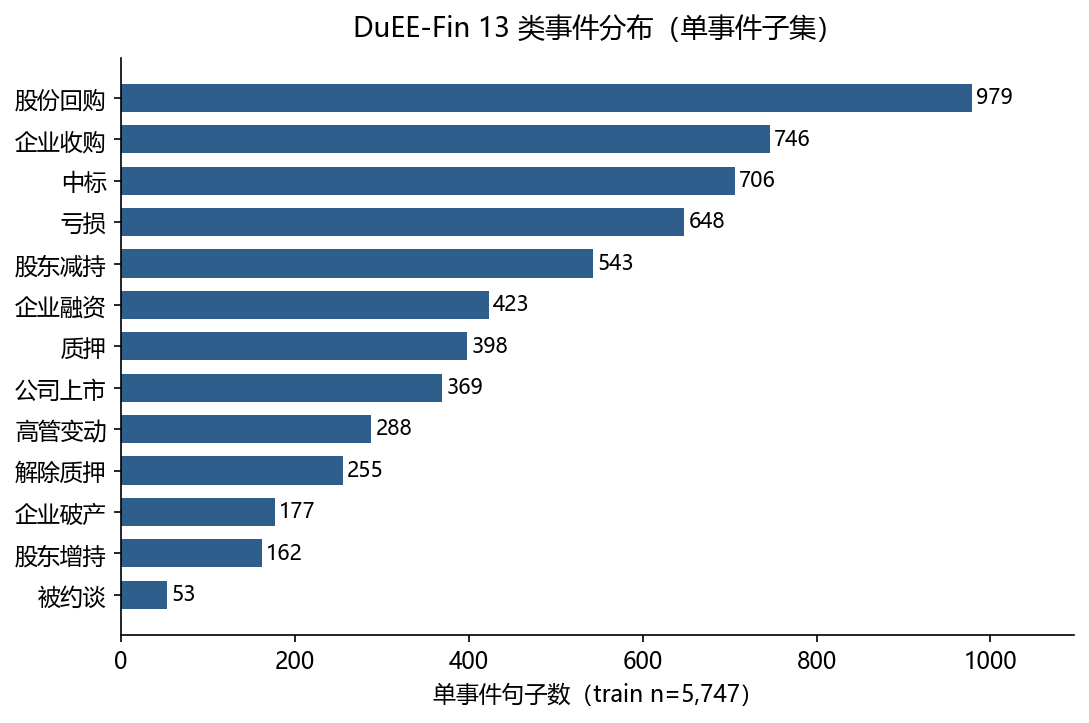 DuEE-Fin 13 类事件分布（单事件子集）
股份回购 979
企业收购 746
中标 706
亏损 648
股东减持 543
企业融资 423
质押 398
公司上市 369
高管变动 288
解除质押 255
企业破产 177
股东增持 162
被约谈 53
0 200 400 600 800 1000
单事件句子数（train n=5,747）